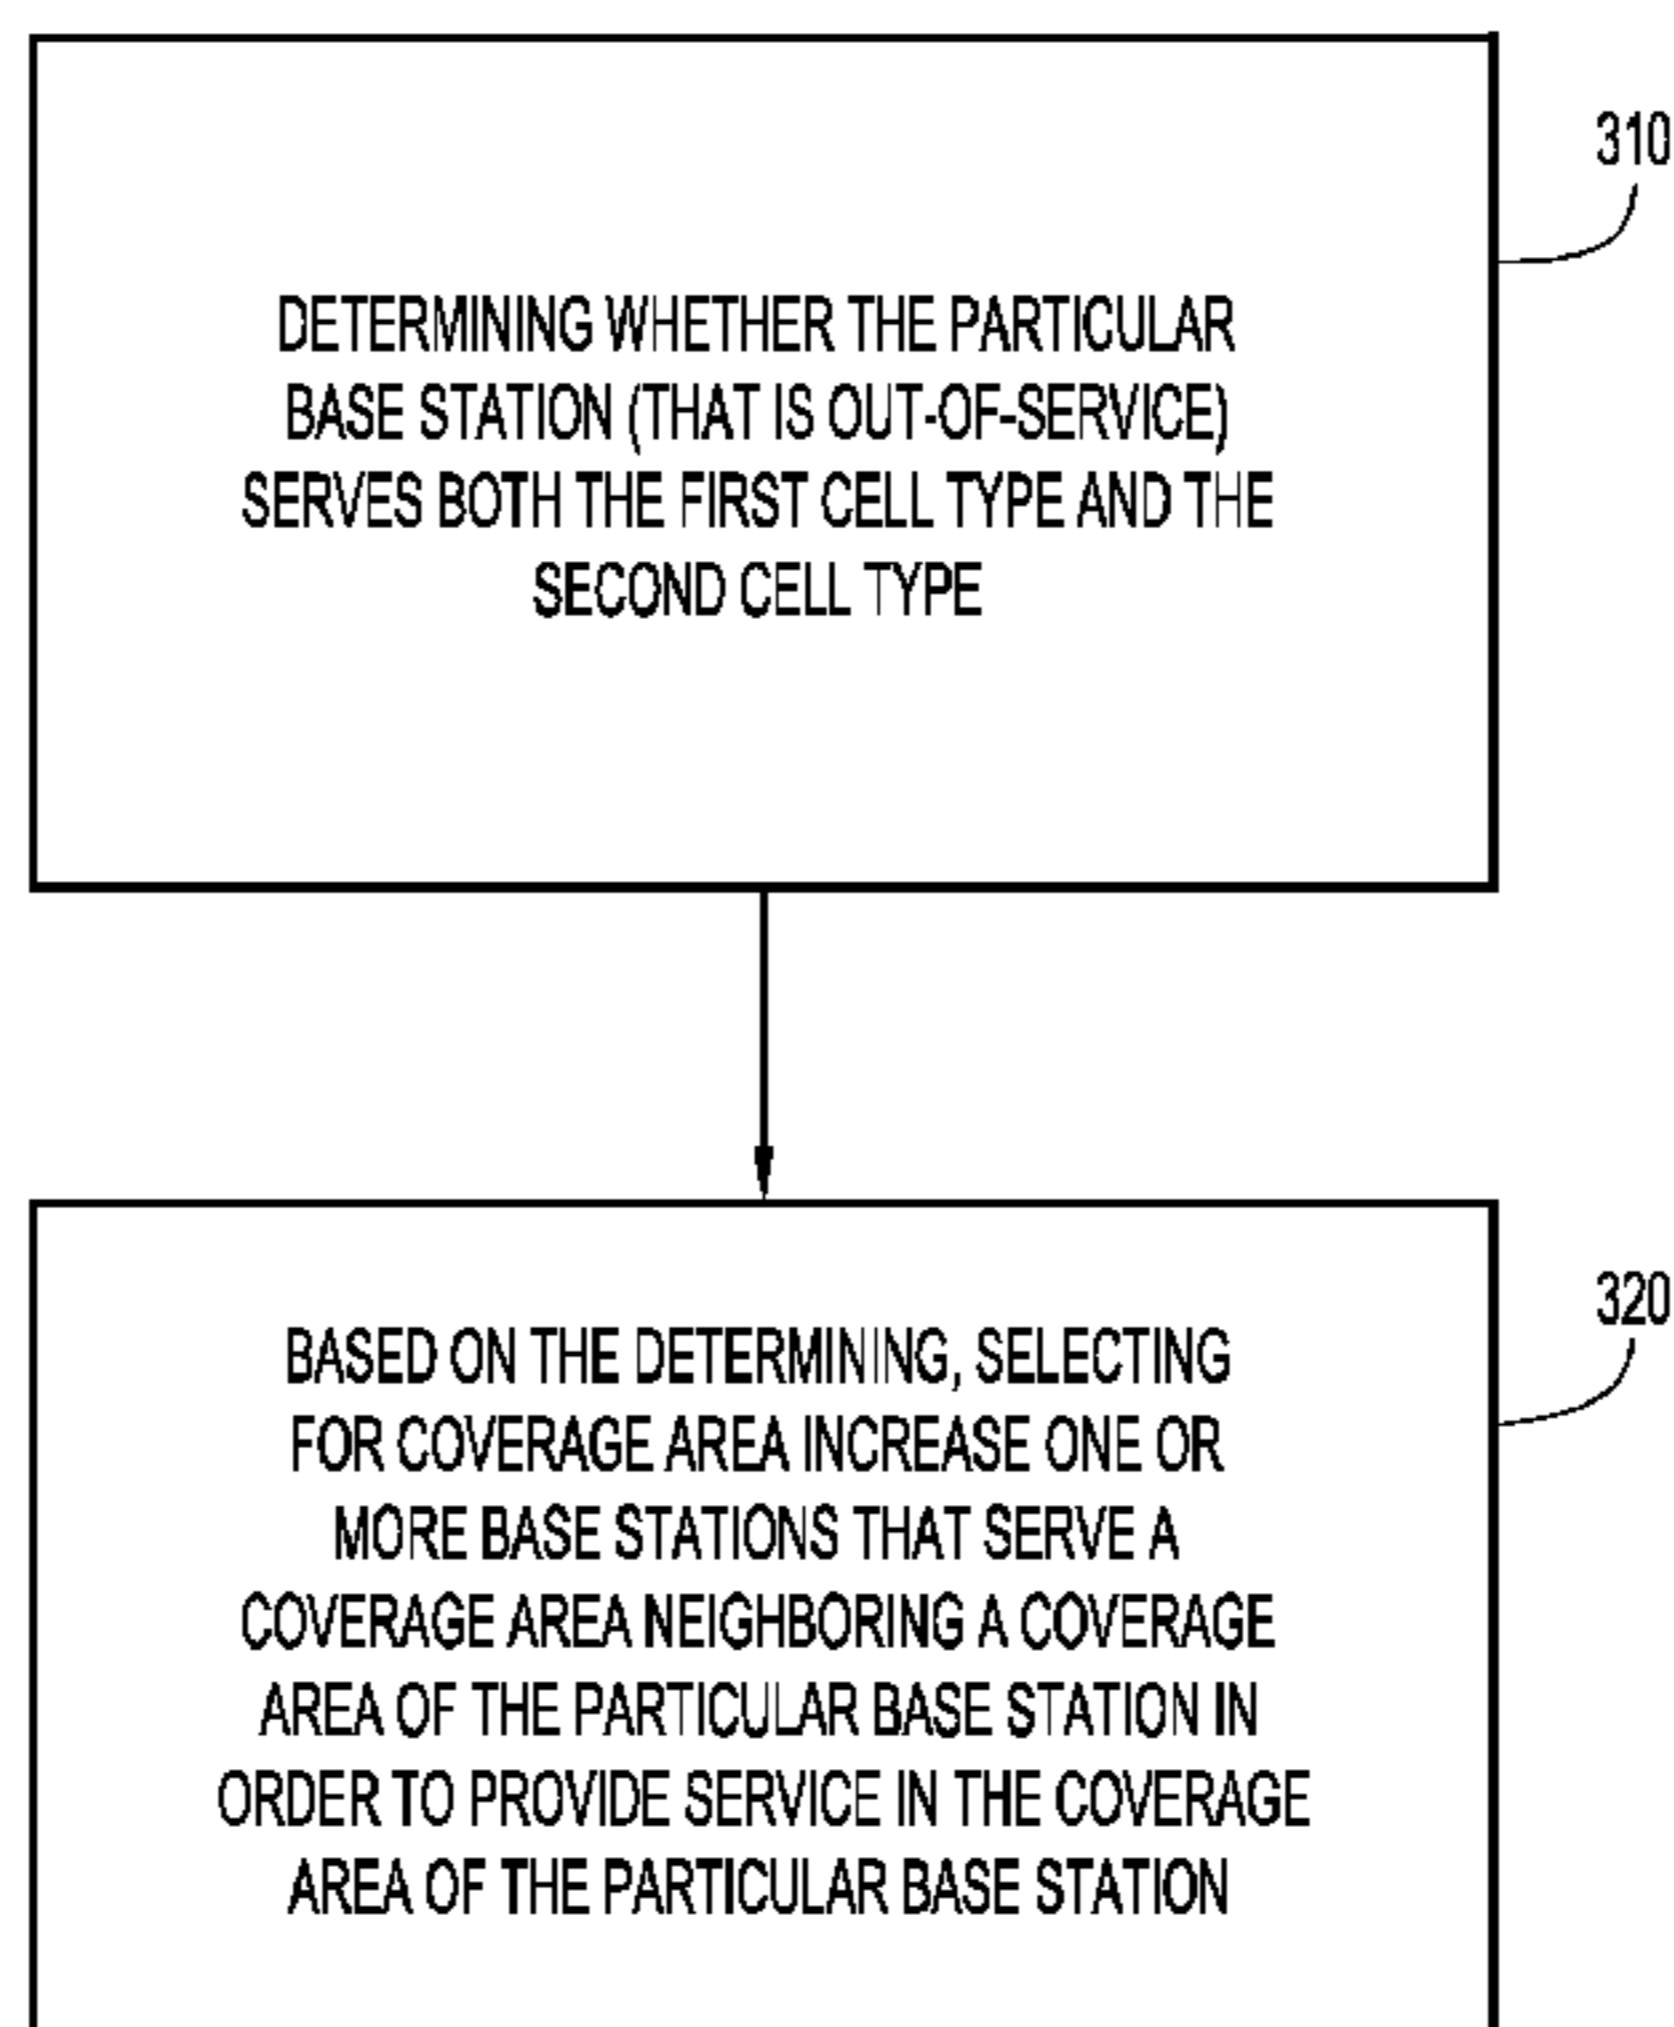 310
DETERMINING WHETHER THE PARTICULAR
BASE STATION (THAT IS OUT-OF-SERVICE)
SERVES BOTH THE FIRST CELL TYPE AND THE
SECOND CELL TYPE
320
BASED ON THE DETERMINING, SELECTING
FOR COVERAGE AREA INCREASE ONE OR
MORE BASE STATIONS THAT SERVE A
COVERAGE AREA NEIGHBORING A COVERAGE
AREA OF THE PARTICULAR BASE STATION IN
ORDER TO PROVIDE SERVICE IN THE COVERAGE
AREA OF THE PARTICULAR BASE STATION